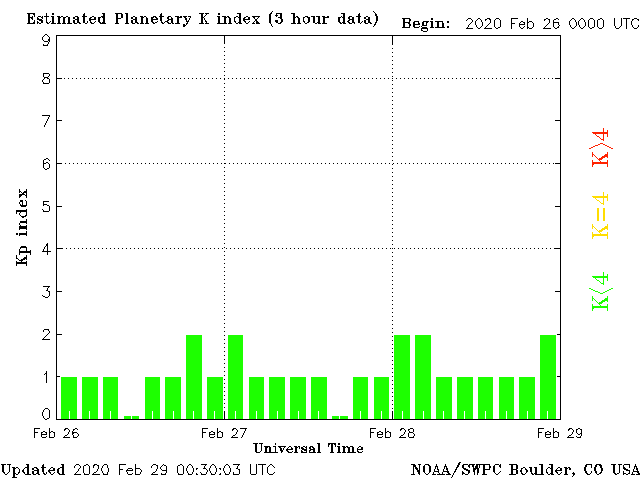 Estimated Planetary K index (3 hour data) Begin: 2020 Feb 26 0000 UTC
9
8
7
6
5
4
3
2
1
0
Kp index
K>4
K=4
K<4
Feb 26 Feb 27 Feb 28 Feb 29
Universal Time
Updated 2020 Feb 29 00:30:03 UTC NOAA/SWPC Boulder, CO USA